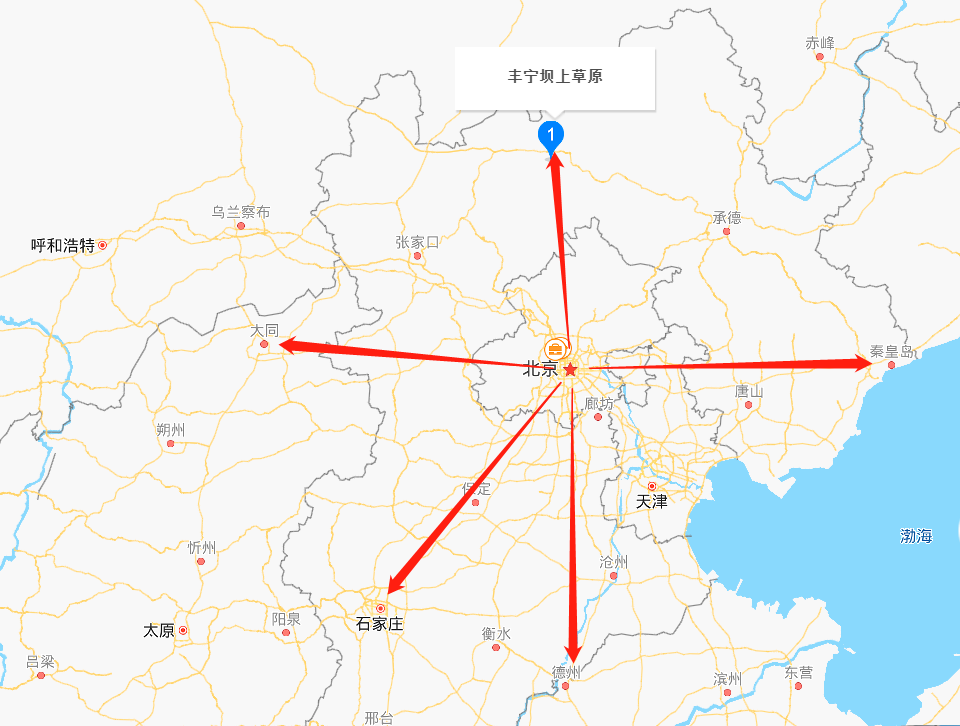 赤峰
丰宁坝上草原
1
乌兰察布
承德
呼和浩特
张家口
大同
秦皇岛
北京
唐山
廊坊
朔州
保定
天津
渤海
忻州
沧州
阳泉
石家庄
太原
衡水
吕梁
德州
滨州
东营
邢台